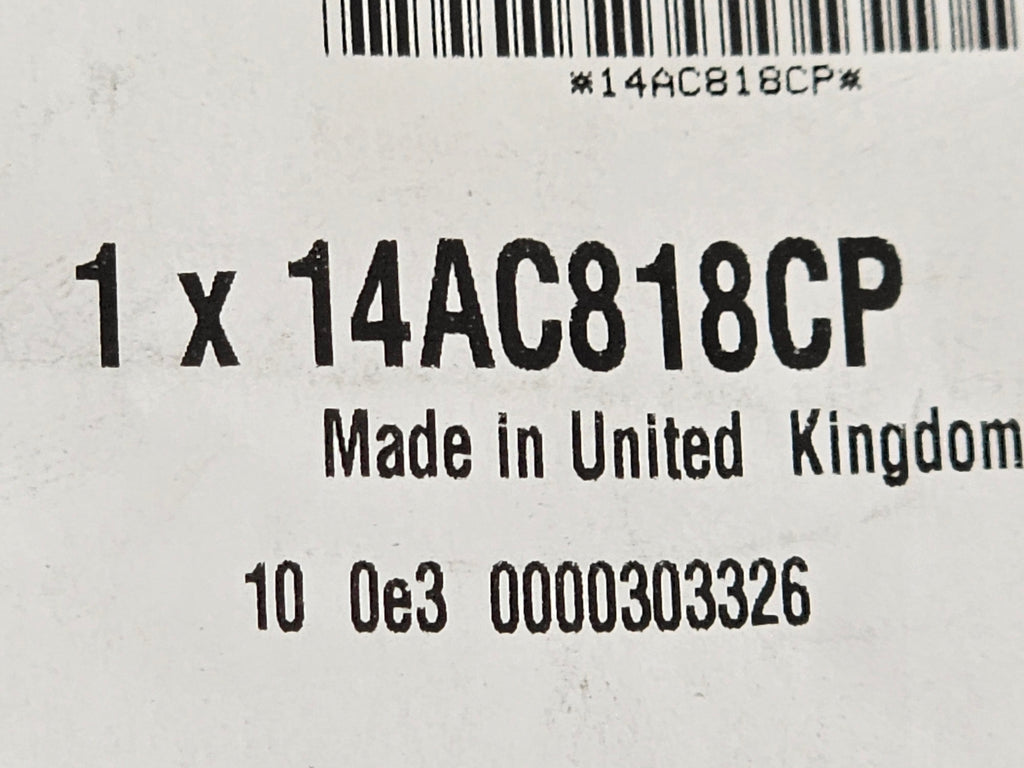 *14AC818CP*
1 x 14AC818CP
Made in United Kingdom
10 0e3 0000303326